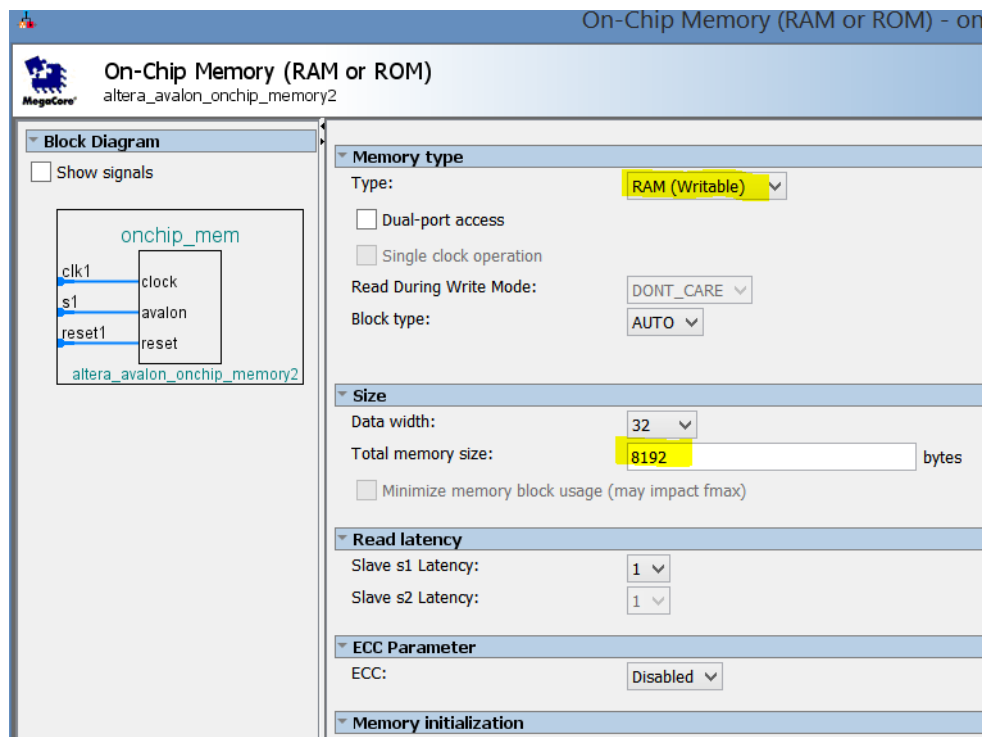 On-Chip Memory (RAM or ROM) - on
MegaCore®
On-Chip Memory (RAM or ROM)
altera_avalon_onchip_memory2
Block Diagram
Show signals
onchip_mem
clk1
clock
s1
avalon
reset1
reset
altera_avalon_onchip_memory2
Memory type
Type: RAM (Writable)
Dual-port access
Single clock operation
Read During Write Mode: DONT_CARE
Block type: AUTO
Size
Data width: 32
Total memory size: 8192 bytes
Minimize memory block usage (may impact fmax)
Read latency
Slave s1 Latency: 1
Slave s2 Latency: 1
ECC Parameter
ECC: Disabled
Memory initialization